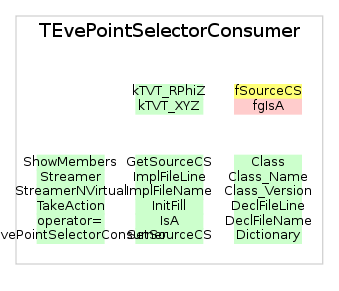 TEvePointSelectorConsumer
kTVT_RPhiZ fSourceCS
kTVT_XYZ fgIsA
ShowMembers GetSourceCS Class
Streamer ImplFileLine Class_Name
StreamerNVirtual ImplFileName Class_Version
TakeAction InitFill DeclFileLine
operator= IsA DeclFileName
vePointSelectorConsumer SetSourceCS Dictionary